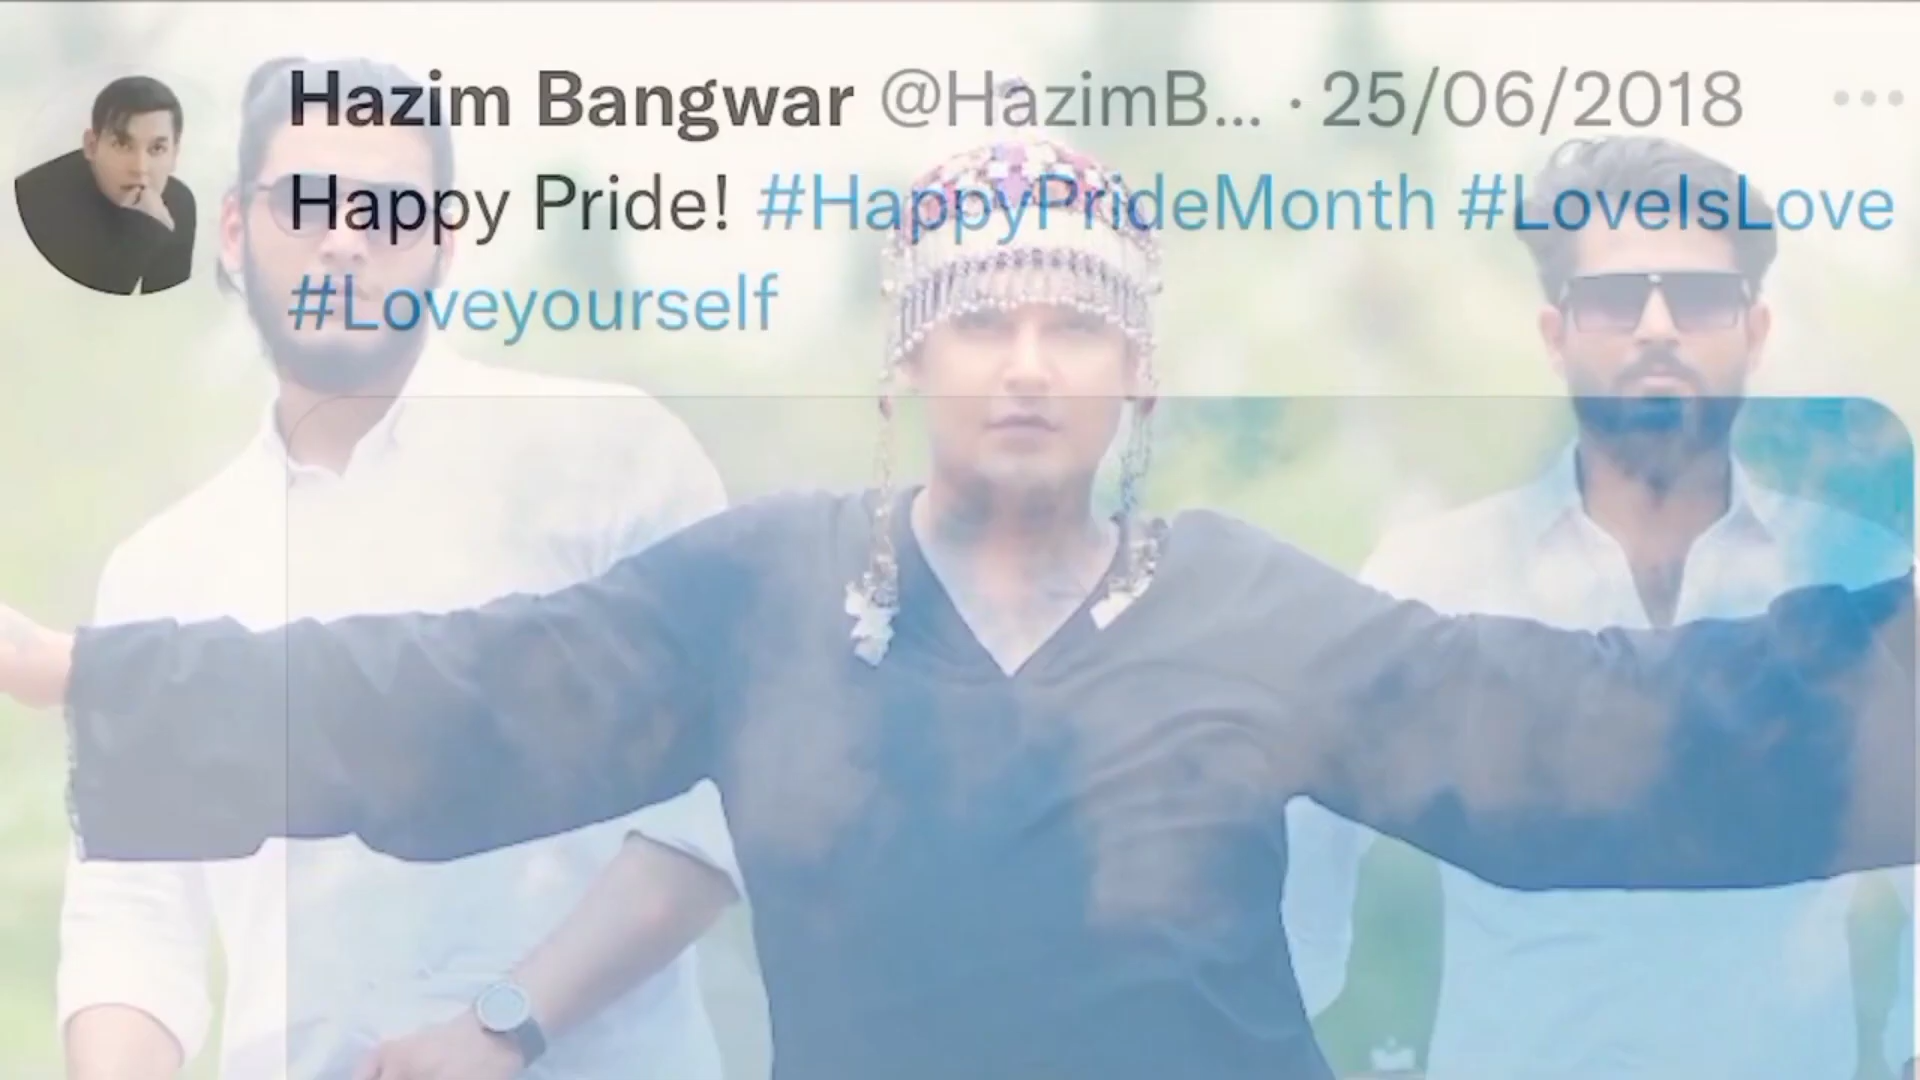 Hazim Bangwar @HazimB... · 25/06/2018
Happy Pride! #HappyPrideMonth #LoveIsLove
#Loveyourself